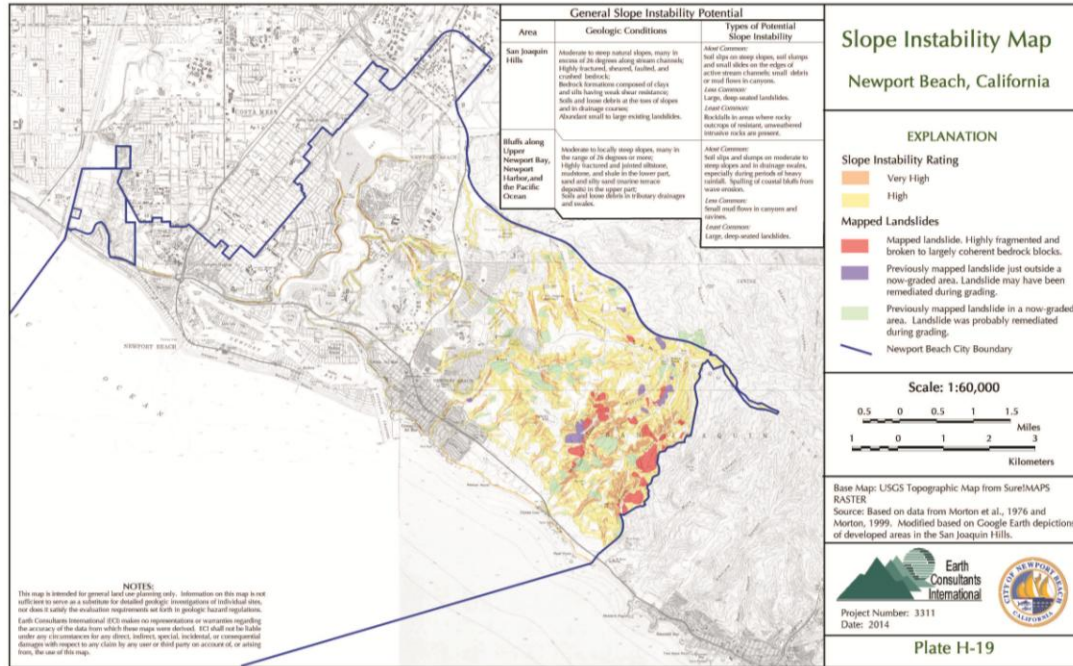 General Slope Instability Potential
Area
Geologic Conditions
Types of Potential
Slope Instability
San Joaquin
Hills
Moderate to steep natural slopes, many in
excess of 26 degrees along stream channels;
Highly fractured, sheared, faulted, and
crushed bedrock;
Bedrock formations composed of clays
and silts having weak shear resistance;
Soils and loose debris at the toes of slopes
and in drainage courses;
Abundant small to large existing landslides.
Most Common:
Soil slips on steep slopes, soil slumps
and small slides on the edges of
active stream channels; small debris
or mud flows in canyons.
Less Common:
Large, deep-seated landslides.
Least Common:
Rockfalls in areas where rocky
outcrops of resistant, unweathered
intrusive rocks are present.
Bluffs along
Upper
Newport Bay,
Newport
Harbor,and
the Pacific
Ocean
Moderate to locally steep slopes, many in
the range of 26 degrees or more;
Highly fractured and jointed siltstone,
mudstone, and shale in the lower part,
sand and silty sand (marine terrace
deposits) in the upper part;
Soils and loose debris in tributary drainages
and swales.
Most Common:
Soil slips and slumps on moderate to
steep slopes and in drainage swales,
especially during periods of heavy
rainfall. Spalling of coastal bluffs from
wave erosion.
Less Common:
Small mud flows in canyons and
ravines.
Least Common:
Large, deep-seated landslides.
Slope Instability Map
Newport Beach, California
EXPLANATION
Slope Instability Rating
Very High
High
Mapped Landslides
Mapped landslide. Highly fragmented and
broken to largely coherent bedrock blocks.
Previously mapped landslide just outside a
now-graded area. Landslide may have been
remediated during grading.
Previously mapped landslide in a now-graded
area. Landslide was probably remediated
during grading.
Newport Beach City Boundary
Scale: 1:60,000
0.5 0 0.5 1 1.5
Miles
1 0 1 2 3
Kilometers
Base Map: USGS Topographic Map from Sure!MAPS
RASTER
Source: Based on data from Morton et al., 1976 and
Morton, 1999. Modified based on Google Earth depictions
of developed areas in the San Joaquin Hills.
Earth
Consultants
International
Project Number: 3311
Date: 2014
CITY OF NEWPORT BEACH
CALIFORNIA
Plate H-19
COSTA MESA
NEWPORT BEACH
OCEAN
NOTES:
This map is intended for general land use planning only. Information on this map is not
sufficient to serve as a substitute for detailed geologic investigations of individual sites,
nor does it satisfy the evaluation requirements set forth in geologic hazard regulations.
Earth Consultants International (ECI) makes no representations or warranties regarding
the accuracy of the data from which these maps were derived. ECI shall not be liable
under any circumstances for any direct, indirect, special, incidental, or consequential
damages with respect to any claim by any user or third party on account of, or arising
from, the use of this map.